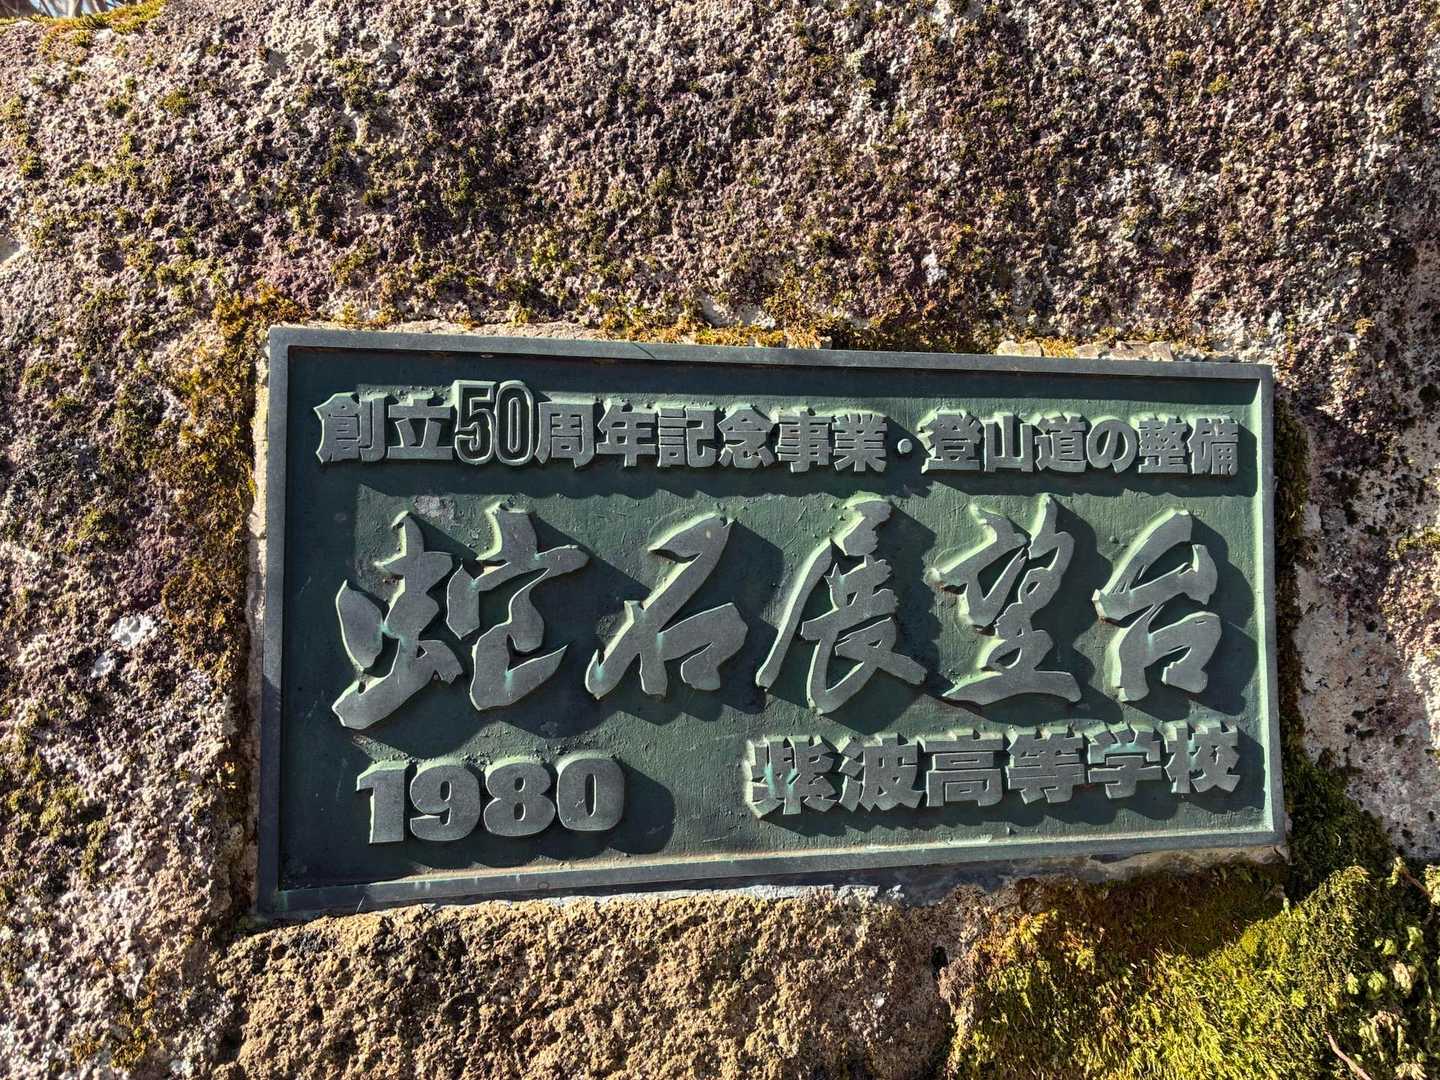 創立50周年記念事業・登山道の整備
蛇石展望台
1980 紫波高等学校